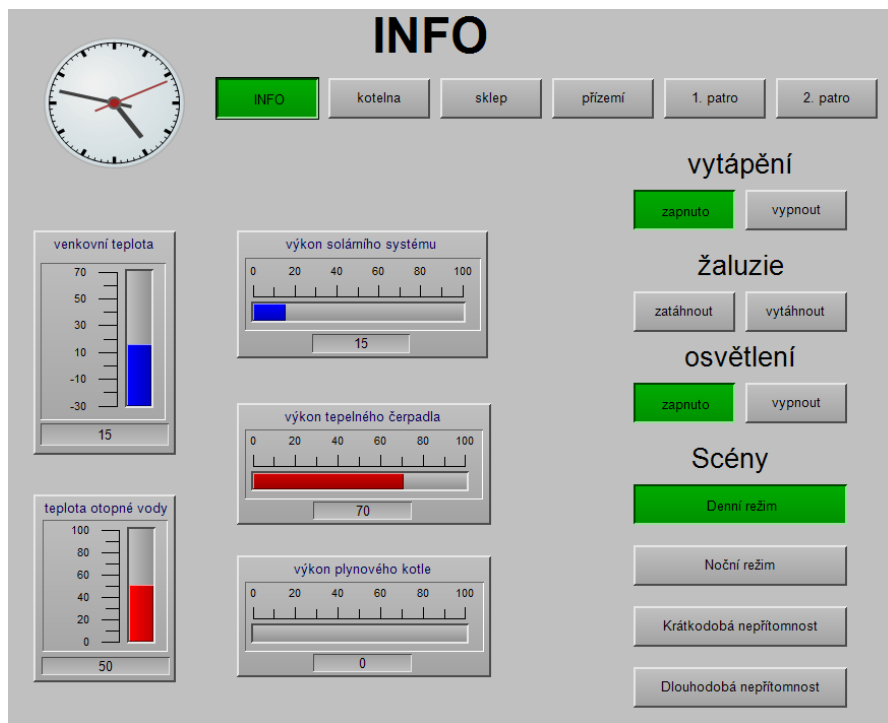 INFO
INFO kotelna sklep přízemí 1. patro 2. patro
vytápění
zapnuto vypnout
žaluzie
zatáhnout vytáhnout
osvětlení
zapnuto vypnout
Scény
Denní režim
Noční režim
Krátkodobá nepřítomnost
Dlouhodobá nepřítomnost
venkovní teplota
70
50
30
10
-10
-30
15
teplota otopné vody
100
80
60
40
20
0
50
výkon solárního systému
0 20 40 60 80 100
15
výkon tepelného čerpadla
0 20 40 60 80 100
70
výkon plynového kotle
0 20 40 60 80 100
0